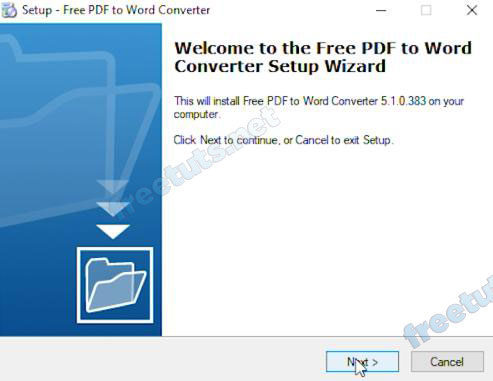 Setup - Free PDF to Word Converter
Welcome to the Free PDF to Word
Converter Setup Wizard
This will install Free PDF to Word Converter 5.1.0.383 on your
computer.
Click Next to continue, or Cancel to exit Setup.
freetuts.net
freetuts
Next >
Cancel